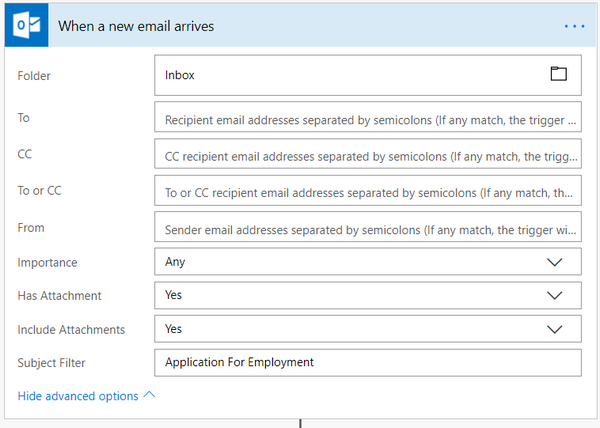 When a new email arrives
Folder
Inbox
To
Recipient email addresses separated by semicolons (If any match, the trigger ...
CC
CC recipient email addresses separated by semicolons (If any match, the trigg...
To or CC
To or CC recipient email addresses separated by semicolons (If any match, th...
From
Sender email addresses separated by semicolons (If any match, the trigger wi...
Importance
Any
Has Attachment
Yes
Include Attachments
Yes
Subject Filter
Application For Employment
Hide advanced options